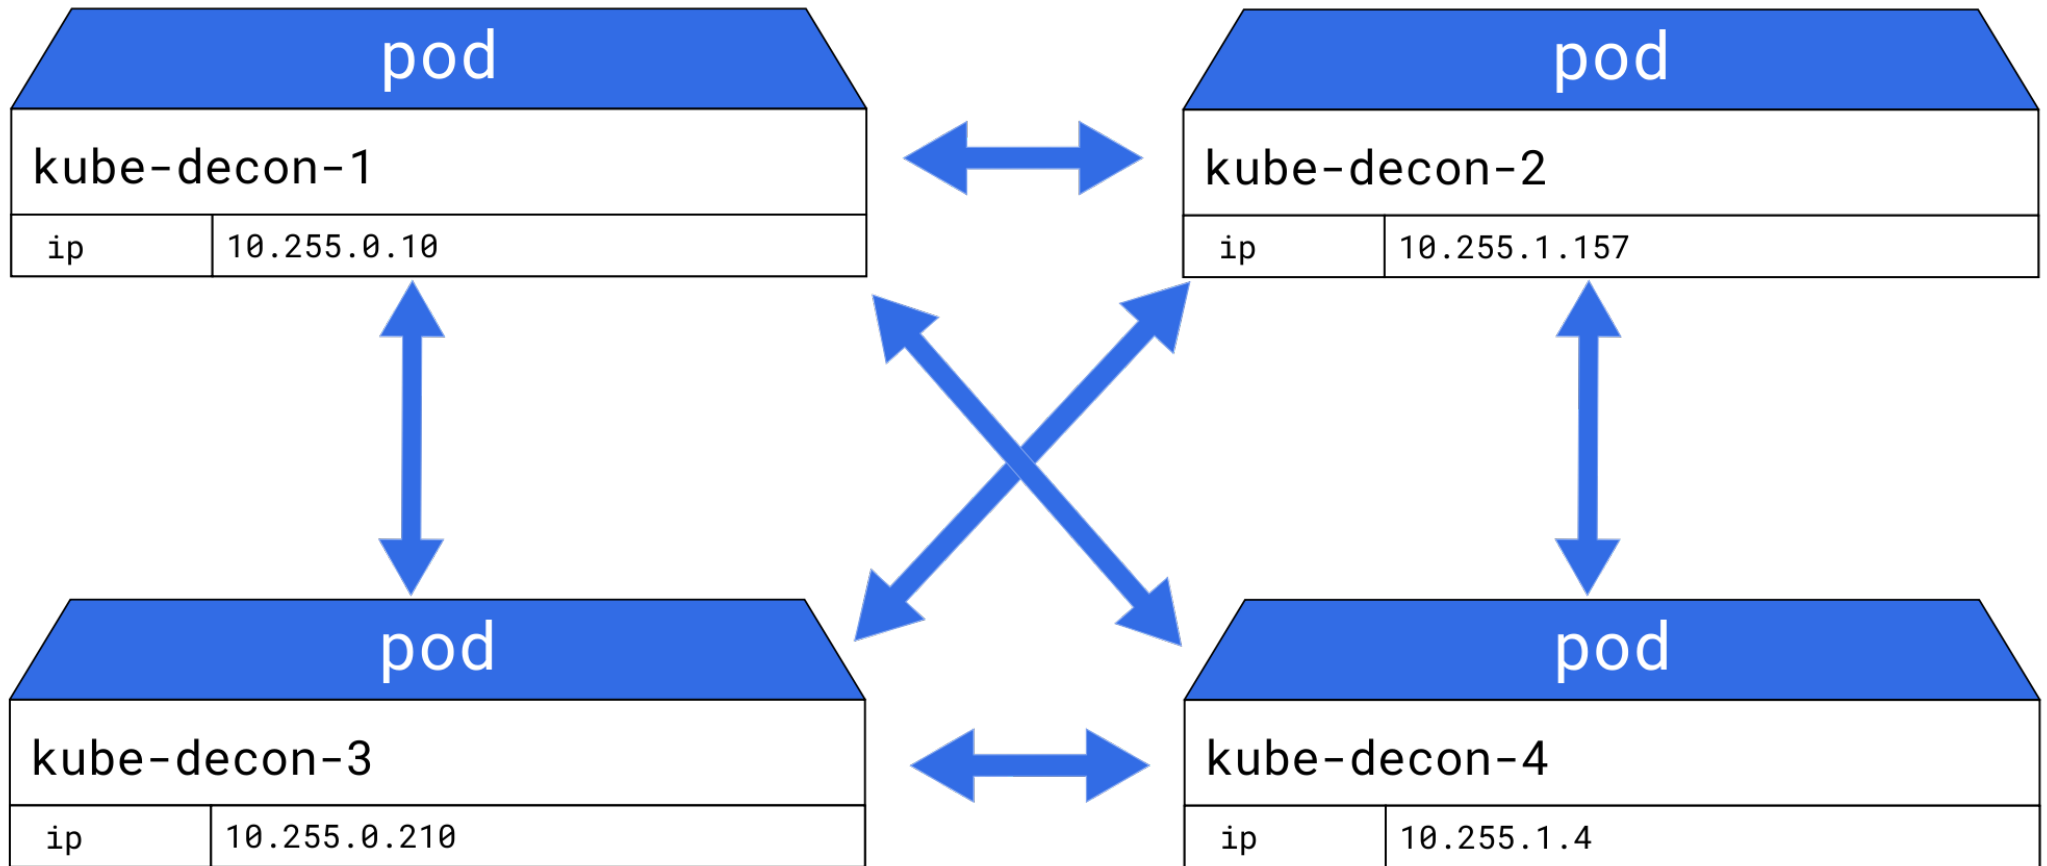 pod
kube-decon-1
ip 10.255.0.10
pod
kube-decon-2
ip 10.255.1.157
pod
kube-decon-3
ip 10.255.0.210
pod
kube-decon-4
ip 10.255.1.4